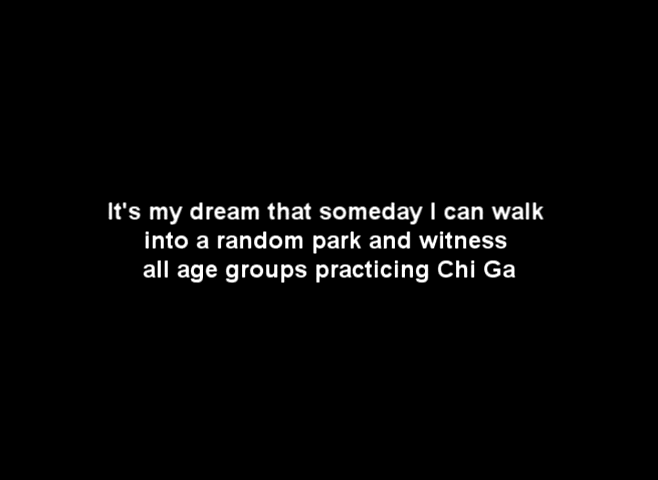 It's my dream that someday I can walk
into a random park and witness
all age groups practicing Chi Ga